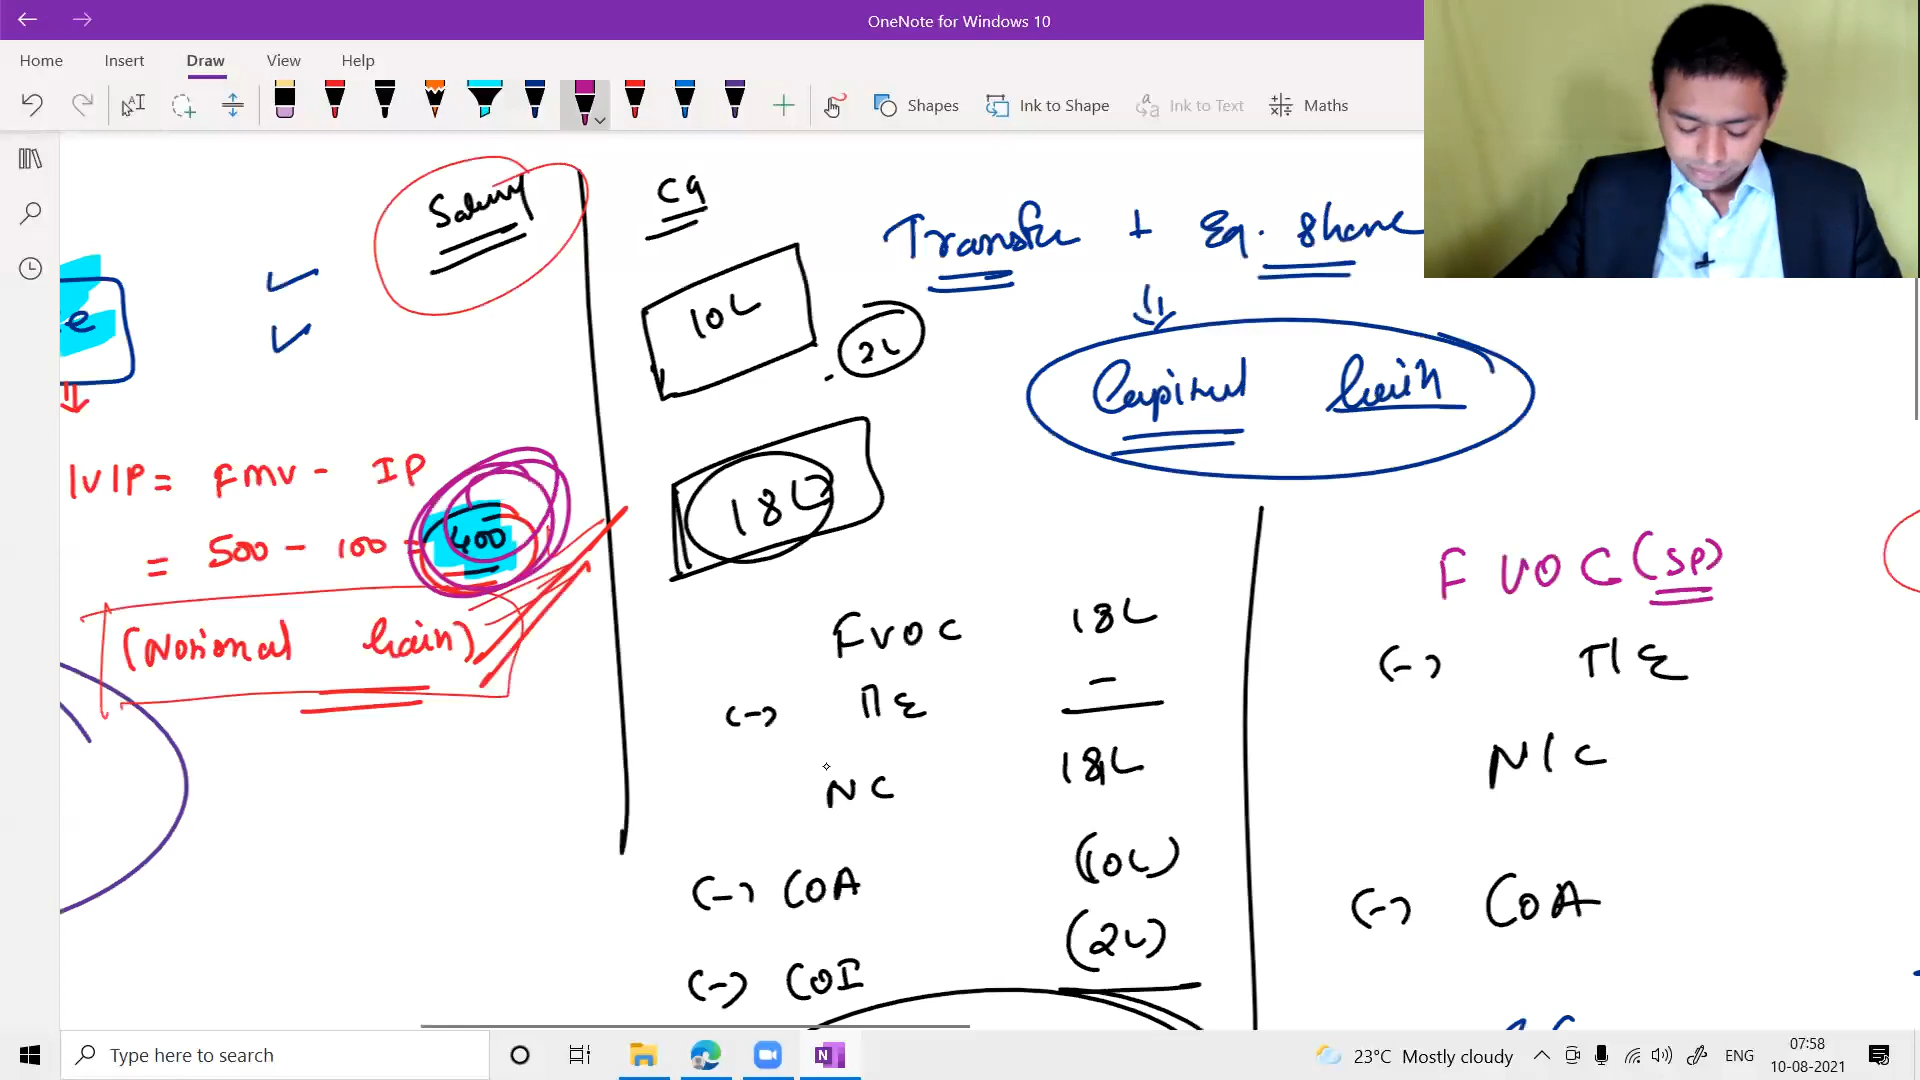 OneNote for Windows 10
Home Insert Draw View Help
Shapes Ink to Shape Ink to Text Maths
Salary
e
IVIP = FMV - IP
= 500 - 100 = 400
(Notional Gain)
CG
10L
2L
18L
Transfer + Eq. Share
Capital Gain
FVOC 18L
(-) TE -
NC 18L
(-) COA (10L)
(-) COI (2L)
FVOC (SP)
(-) T/E
N/C
(-) COA
Type here to search
23°C Mostly cloudy
ENG
07:58
10-08-2021